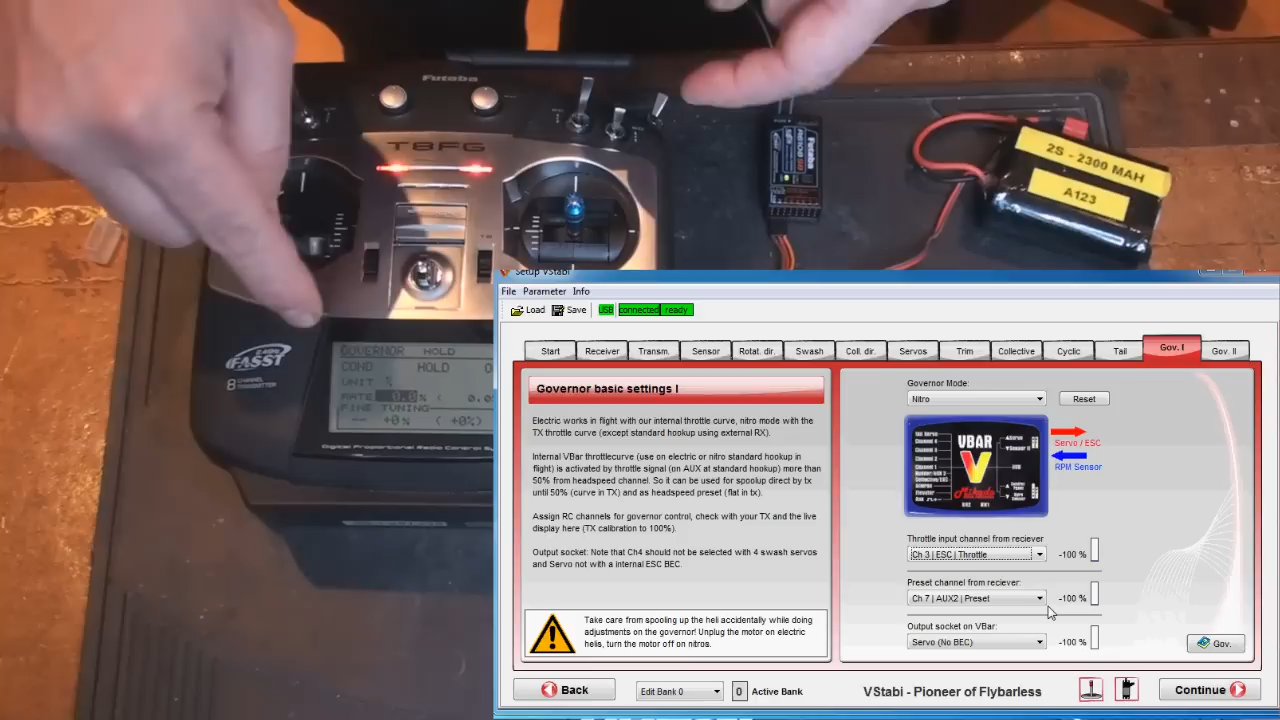 Futaba
T8FG
Futaba
2S - 2300 MAH
A123
2.4GHz
FASST
8 CHANNEL
TRANSMITTER
GOVERNOR HOLD
COND HOLD
UNIT %
RATE 0.0%
FINE TUNING
+0% < +0%>
Digital Proportional Radio
Setup VStabi
File Parameter Info
Load Save USB connected ready
Start Receiver Transm. Sensor Rotat. dir. Swash Coll. dir. Servos Trim Collective Cyclic Tail Gov. I Gov. II
Governor basic settings I
Electric works in flight with our internal throttle curve, nitro mode with the
TX throttle curve (except standard hookup using external RX).
Internal VBar throttlecurve (use on electric or nitro standard hookup in
flight) is activated by throttle signal (on AUX at standard hookup) more than
50% from headspeed channel. So it can be used for spoolup direct by tx
until 50% (curve in TX) and as headspeed preset (flat in tx).
Assign RC channels for governor control, check with your TX and the live
display here (TX calibration to 100%).
Output socket: Note that Ch4 should not be selected with 4 swash servos
and Servo not with a internal ESC BEC.
Take care from spooling up the heli accidentally while doing
adjustments on the governor! Unplug the motor on electric
helis, turn the motor off on nitros.
Governor Mode:
Nitro Reset
VBAR
V
Mikado
Servo / ESC
RPM Sensor
Throttle input channel from reciever
Ch 3 | ESC | Throttle -100 %
Preset channel from reciever:
Ch 7 | AUX2 | Preset -100 %
Output socket on VBar:
Servo (No BEC) -100 %
Gov.
Back Edit Bank 0 0 Active Bank VStabi - Pioneer of Flybarless Continue